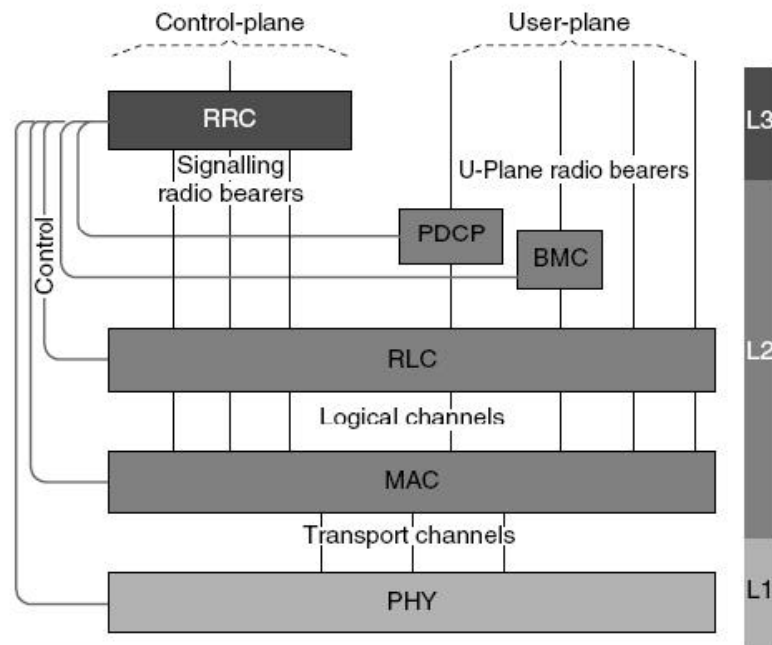 Control-plane
User-plane
RRC
L3
Signalling
radio bearers
U-Plane radio bearers
PDCP
BMC
Control
RLC
L2
Logical channels
MAC
Transport channels
PHY
L1